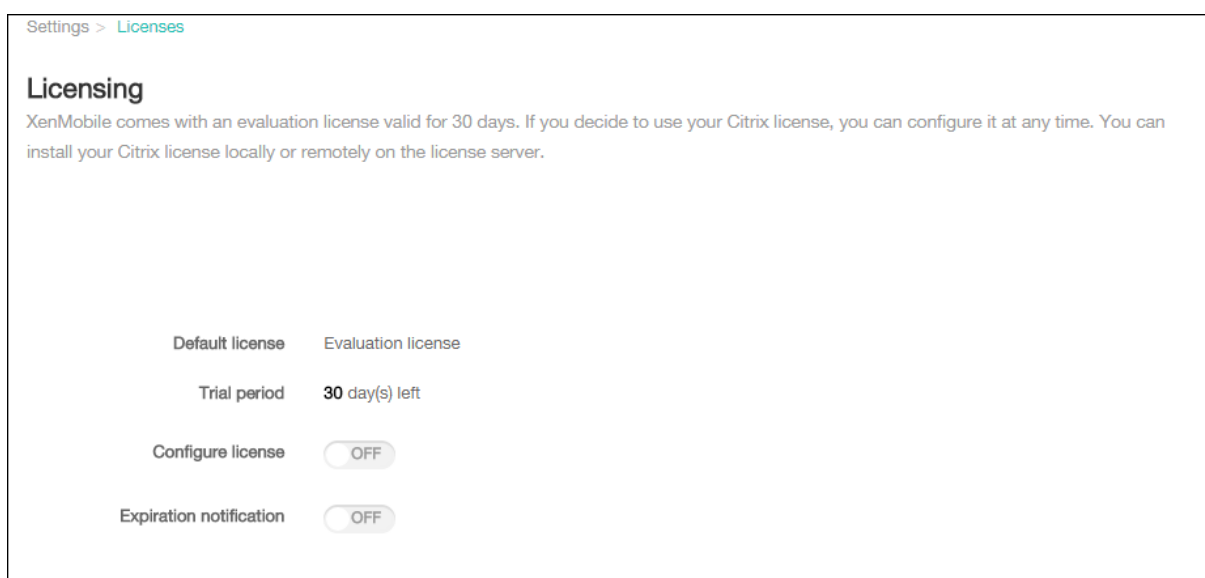 Settings > Licenses
Licensing
XenMobile comes with an evaluation license valid for 30 days. If you decide to use your Citrix license, you can configure it at any time. You can
install your Citrix license locally or remotely on the license server.
Default license Evaluation license
Trial period 30 day(s) left
Configure license OFF
Expiration notification OFF